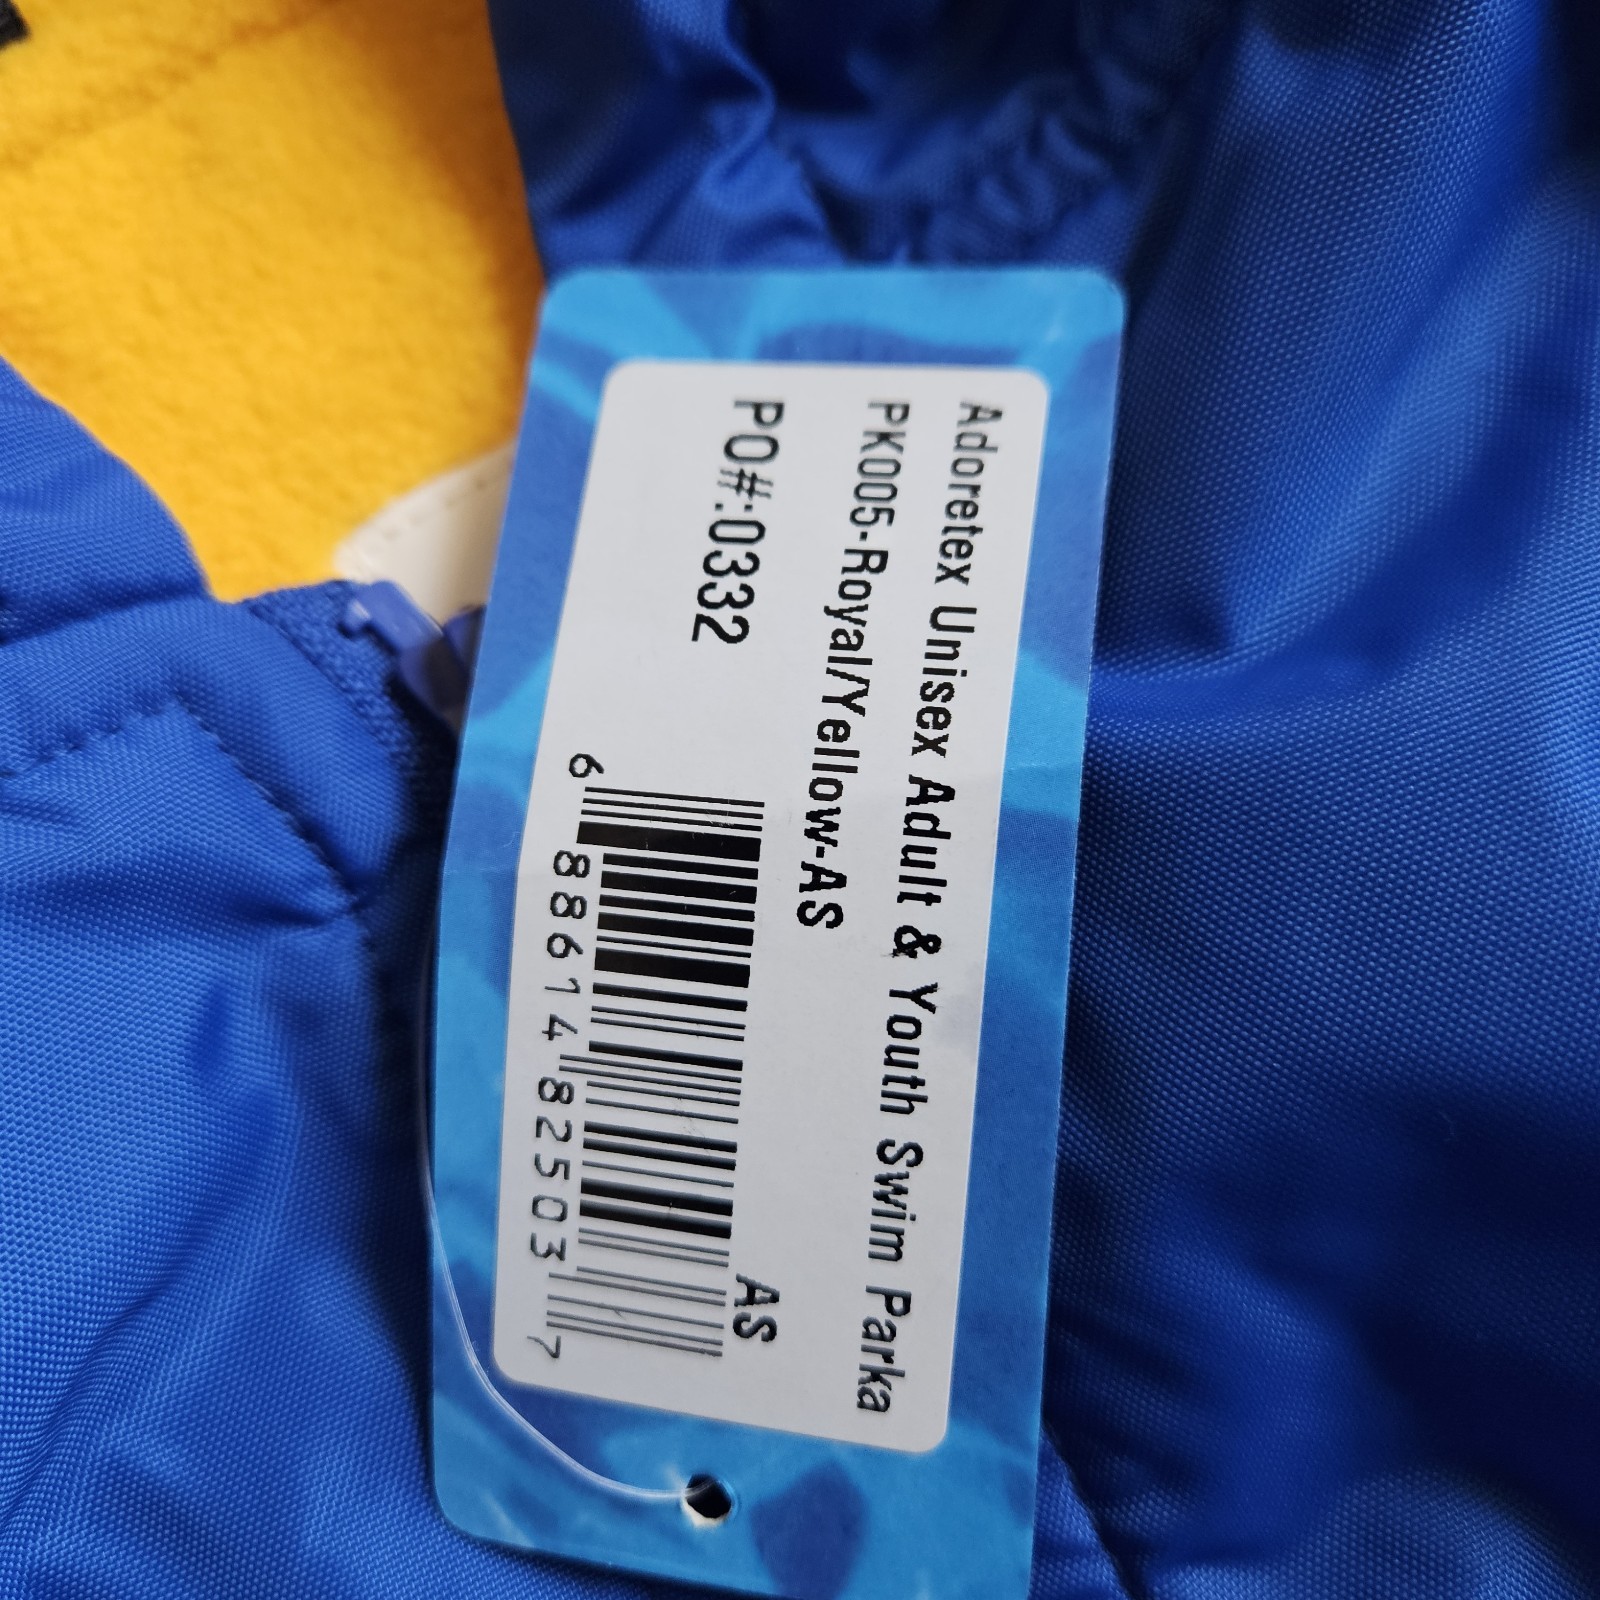 Adoretex Unisex Adult & Youth Swim Parka
PK005-Royal/Yellow-AS
PO#:0332
AS
6 88614 82503 7